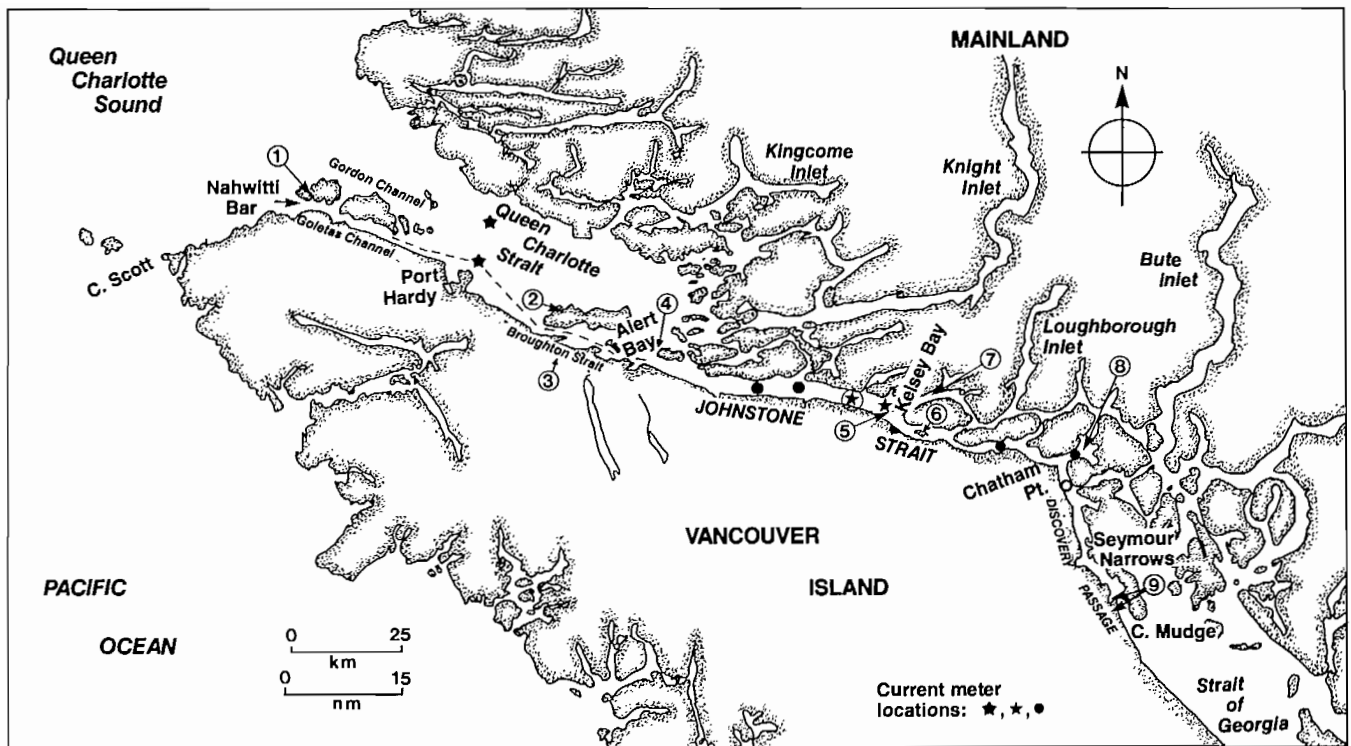 Queen
Charlotte
Sound
MAINLAND
N
①
Gordon Channel
Nahwitti
Bar
Goletas Channel
C. Scott
Port
Hardy
Queen
Charlotte
Strait
Kingcome
Inlet
Knight
Inlet
Bute
Inlet
Loughborough
Inlet
②
Alert
Bay
④
Broughton Strait
③
JOHNSTONE
STRAIT
Kelsey Bay
⑤
⑥
⑦
⑧
Chatham
Pt.
DISCOVERY
PASSAGE
Seymour
Narrows
⑨
C. Mudge
VANCOUVER
ISLAND
PACIFIC
OCEAN
0 25
km
0 15
nm
Current meter
locations: ★, ★, ●
Strait
of
Georgia